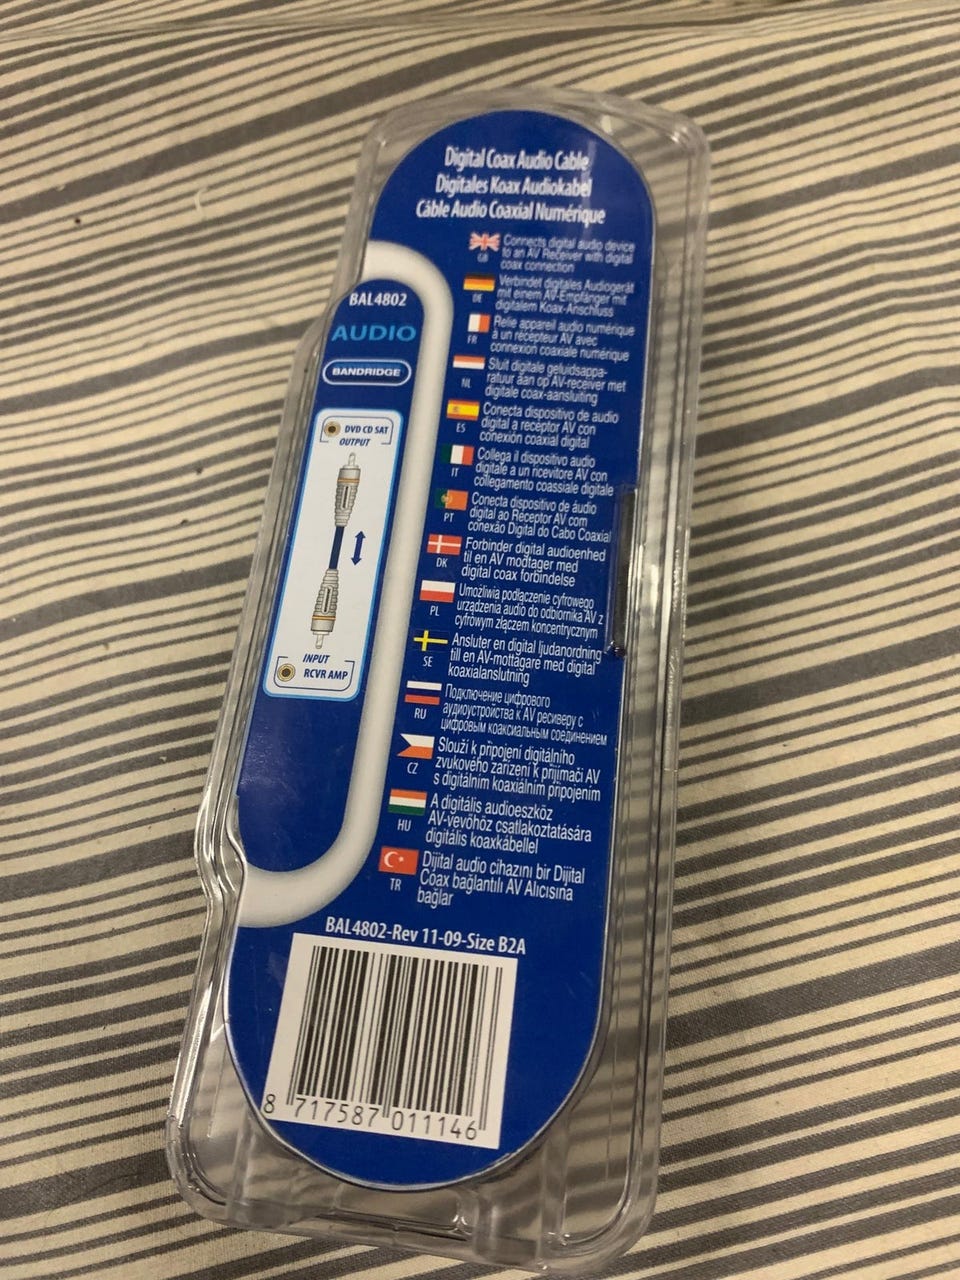 Digital Coax Audio Cable
Digitales Koax Audiokabel
Câble Audio Coaxial Numérique
BAL4802
AUDIO
BANDRIDGE
DVD CD SAT
OUTPUT
INPUT
RCVR AMP
GB
Connects digital audio device
to an AV Receiver with digital
coax connection
DE
Verbindet digitales Audiogerät
mit einem AV-Empfänger mit
digitalem Koax-Anschluss
FR
Relie appareil audio numérique
à un récepteur AV avec
connexion coaxiale numérique
NL
Sluit digitale geluidsappa-
ratuur aan op AV-receiver met
digitale coax-aansluiting
ES
Conecta dispositivo de audio
digital a receptor AV con
conexión coaxial digital
IT
Collega il dispositivo audio
digitale a un ricevitore AV con
collegamento coassiale digitale
PT
Conecta dispositivo de áudio
digital ao Receptor AV com
conexão Digital do Cabo Coaxial
DK
Forbinder digital audioenhed
til en AV modtager med
digital coax forbindelse
PL
Umożliwia podłączenie cyfrowego
urządzenia audio do odbiornika AV z
cyfrowym złączem koncentrycznym
SE
Ansluter en digital ljudanordning
till en AV-mottagare med digital
koaxialanslutning
RU
Подключение цифрового
аудиоустройства к AV ресиверу с
цифровым коаксиальным соединением
CZ
Slouží k připojení digitálního
zvukového zařízení k přijímači AV
s digitálním koaxiálním připojením
HU
A digitális audioeszköz
AV-vevőhöz csatlakoztatására
digitális koaxkábellel
TR
Dijital audio cihazını bir Dijital
Coax bağlantılı AV Alıcısına
bağlar
BAL4802-Rev 11-09-Size B2A
8 717587 011146